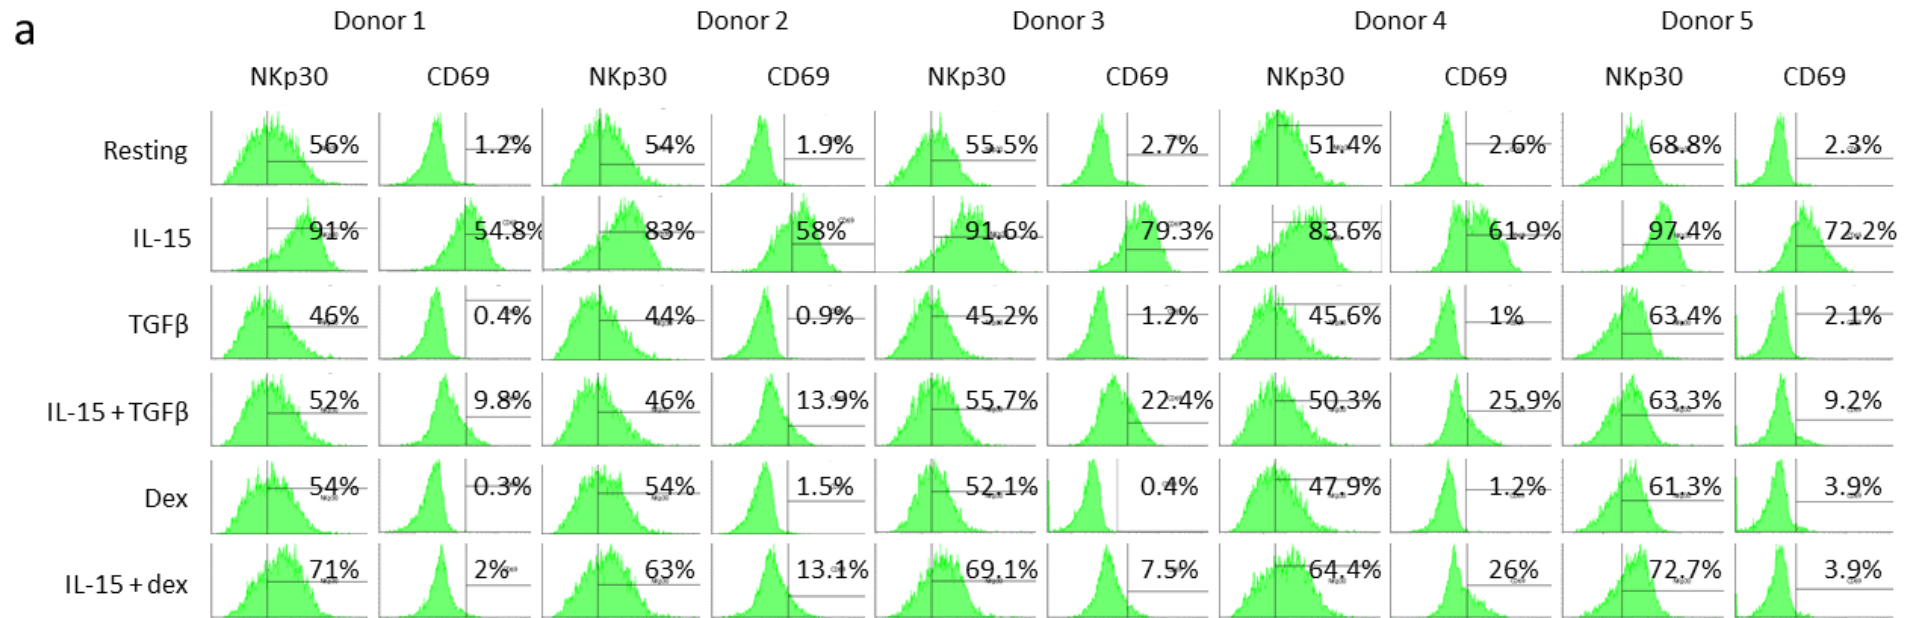 a
Donor 1 Donor 2 Donor 3 Donor 4 Donor 5
NKp30 CD69 NKp30 CD69 NKp30 CD69 NKp30 CD69 NKp30 CD69
Resting 56% 1.2% 54% 1.9% 55.5% 2.7% 51.4% 2.6% 68.8% 2.3%
IL-15 91% 54.8% 83% 58% 91.6% 79.3% 83.6% 61.9% 97.4% 72.2%
TGFβ 46% 0.4% 44% 0.9% 45.2% 1.2% 45.6% 1% 63.4% 2.1%
IL-15 + TGFβ 52% 9.8% 46% 13.9% 55.7% 22.4% 50.3% 25.9% 63.3% 9.2%
Dex 54% 0.3% 54% 1.5% 52.1% 0.4% 47.9% 1.2% 61.3% 3.9%
IL-15 + dex 71% 2% 63% 13.1% 69.1% 7.5% 64.4% 26% 72.7% 3.9%